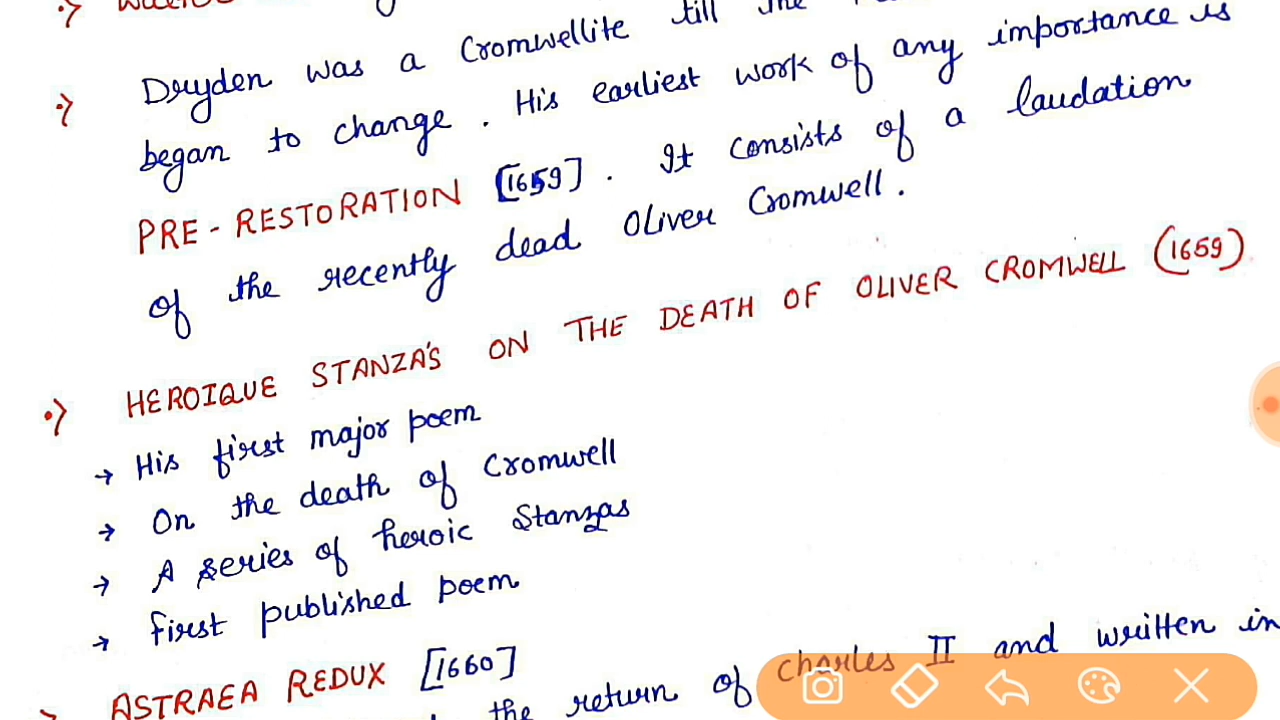 Dryden was a Cromwellite till the
began to change. His earliest work of any importance is
PRE-RESTORATION [1659]. It consists of a laudation
of the recently dead Oliver Cromwell.
HEROIQUE STANZA'S ON THE DEATH OF OLIVER CROMWELL (1659)
→ His first major poem
→ On the death of Cromwell
→ A series of heroic Stanzas
→ first published poem
ASTRAEA REDUX [1660]
the return of charles II and written in